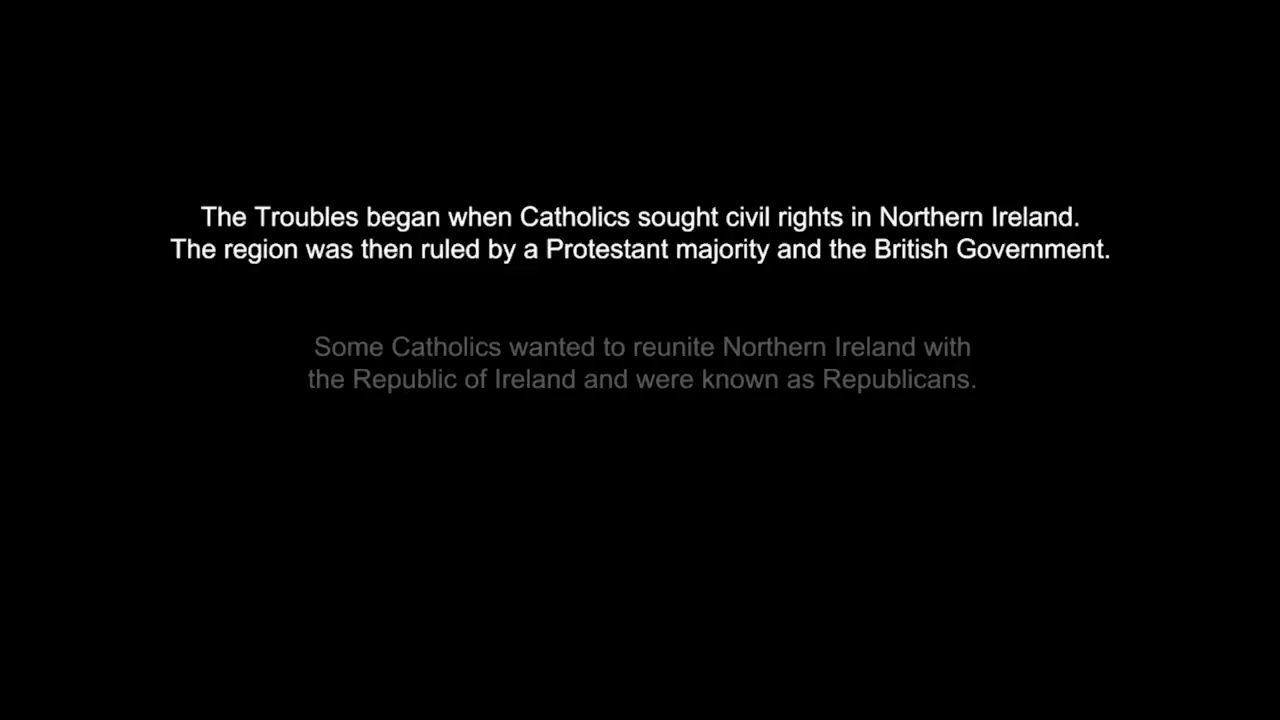 The Troubles began when Catholics sought civil rights in Northern Ireland.
The region was then ruled by a Protestant majority and the British Government.
Some Catholics wanted to reunite Northern Ireland with
the Republic of Ireland and were known as Republicans.